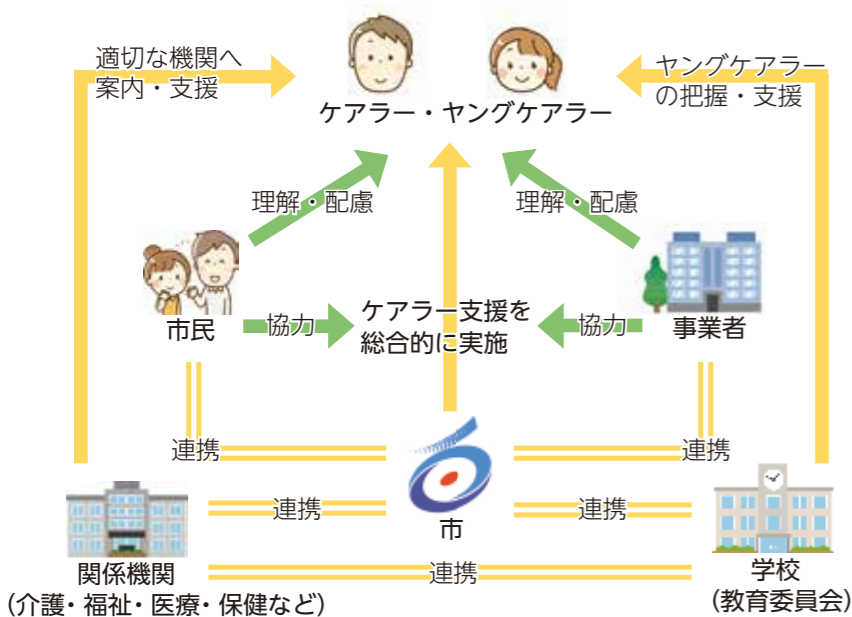 適切な機関へ
案内・支援
ヤングケアラー
の把握・支援
ケアラー・ヤングケアラー
理解・配慮
理解・配慮
市民
協力
ケアラー支援を
総合的に実施
協力
事業者
連携
連携
連携
市
連携
関係機関
(介護・福祉・医療・保健など)
連携
学校
(教育委員会)